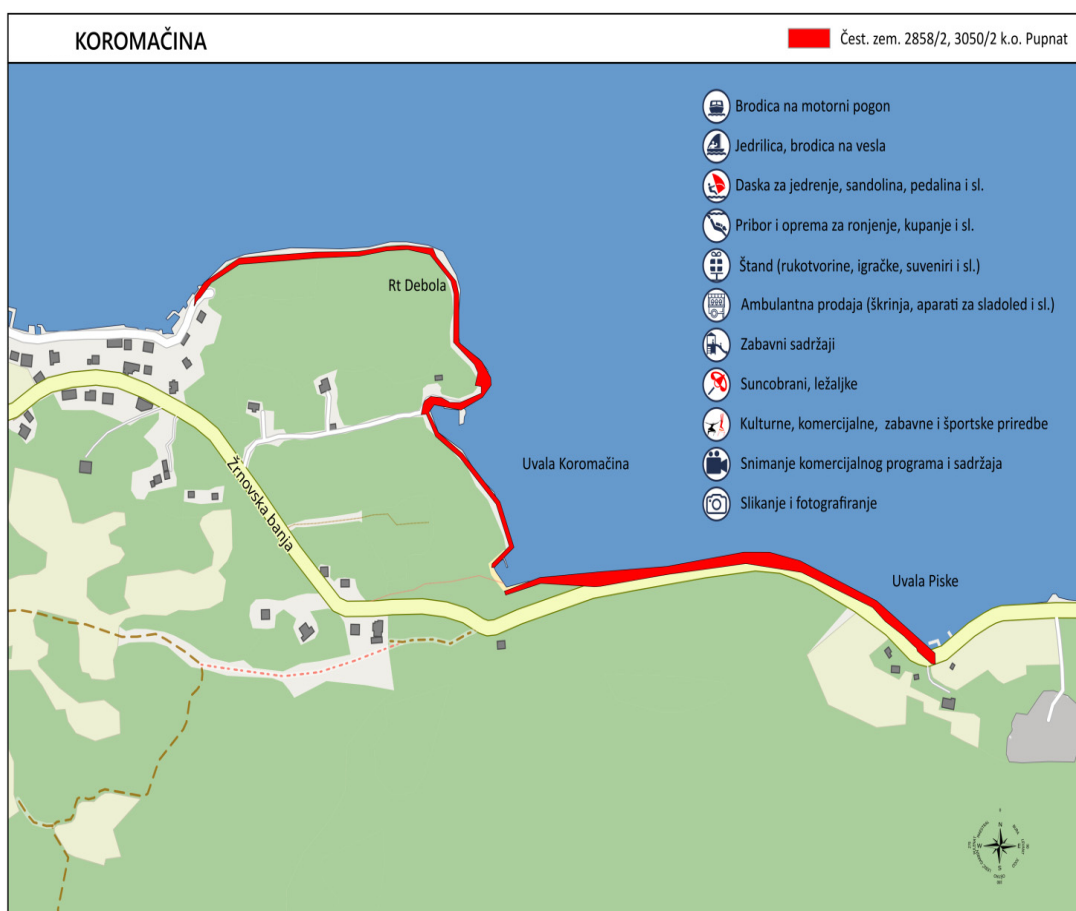 KOROMAČINA
Čest. zem. 2858/2, 3050/2 k.o. Pupnat
Brodica na motorni pogon
Jedrilica, brodica na vesla
Daska za jedrenje, sandolina, pedalina i sl.
Pribor i oprema za ronjenje, kupanje i sl.
Štand (rukotvorine, igračke, suveniri i sl.)
Ambulantna prodaja (škrinja, aparati za sladoled i sl.)
Zabavni sadržaji
Suncobrani, ležaljke
Kulturne, komercijalne, zabavne i športske priredbe
Snimanje komercijalnog programa i sadržaja
Slikanje i fotografiranje
Rt Debola
Uvala Koromačina
Žrnovska banja
Uvala Piske
N
W E
S